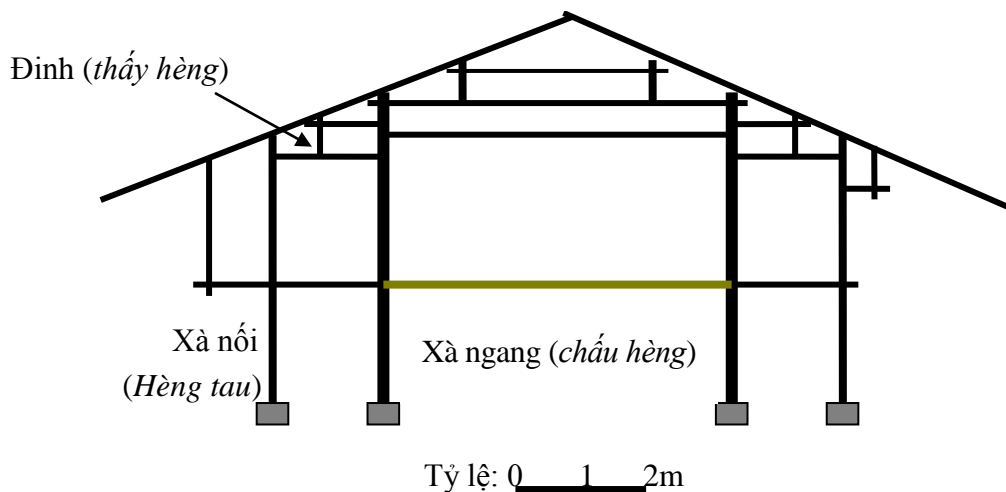 Đinh (thấy hèng)
Xà nối
(Hèng tau)
Xà ngang (chấu hèng)
Tỷ lệ: 0 1 2m